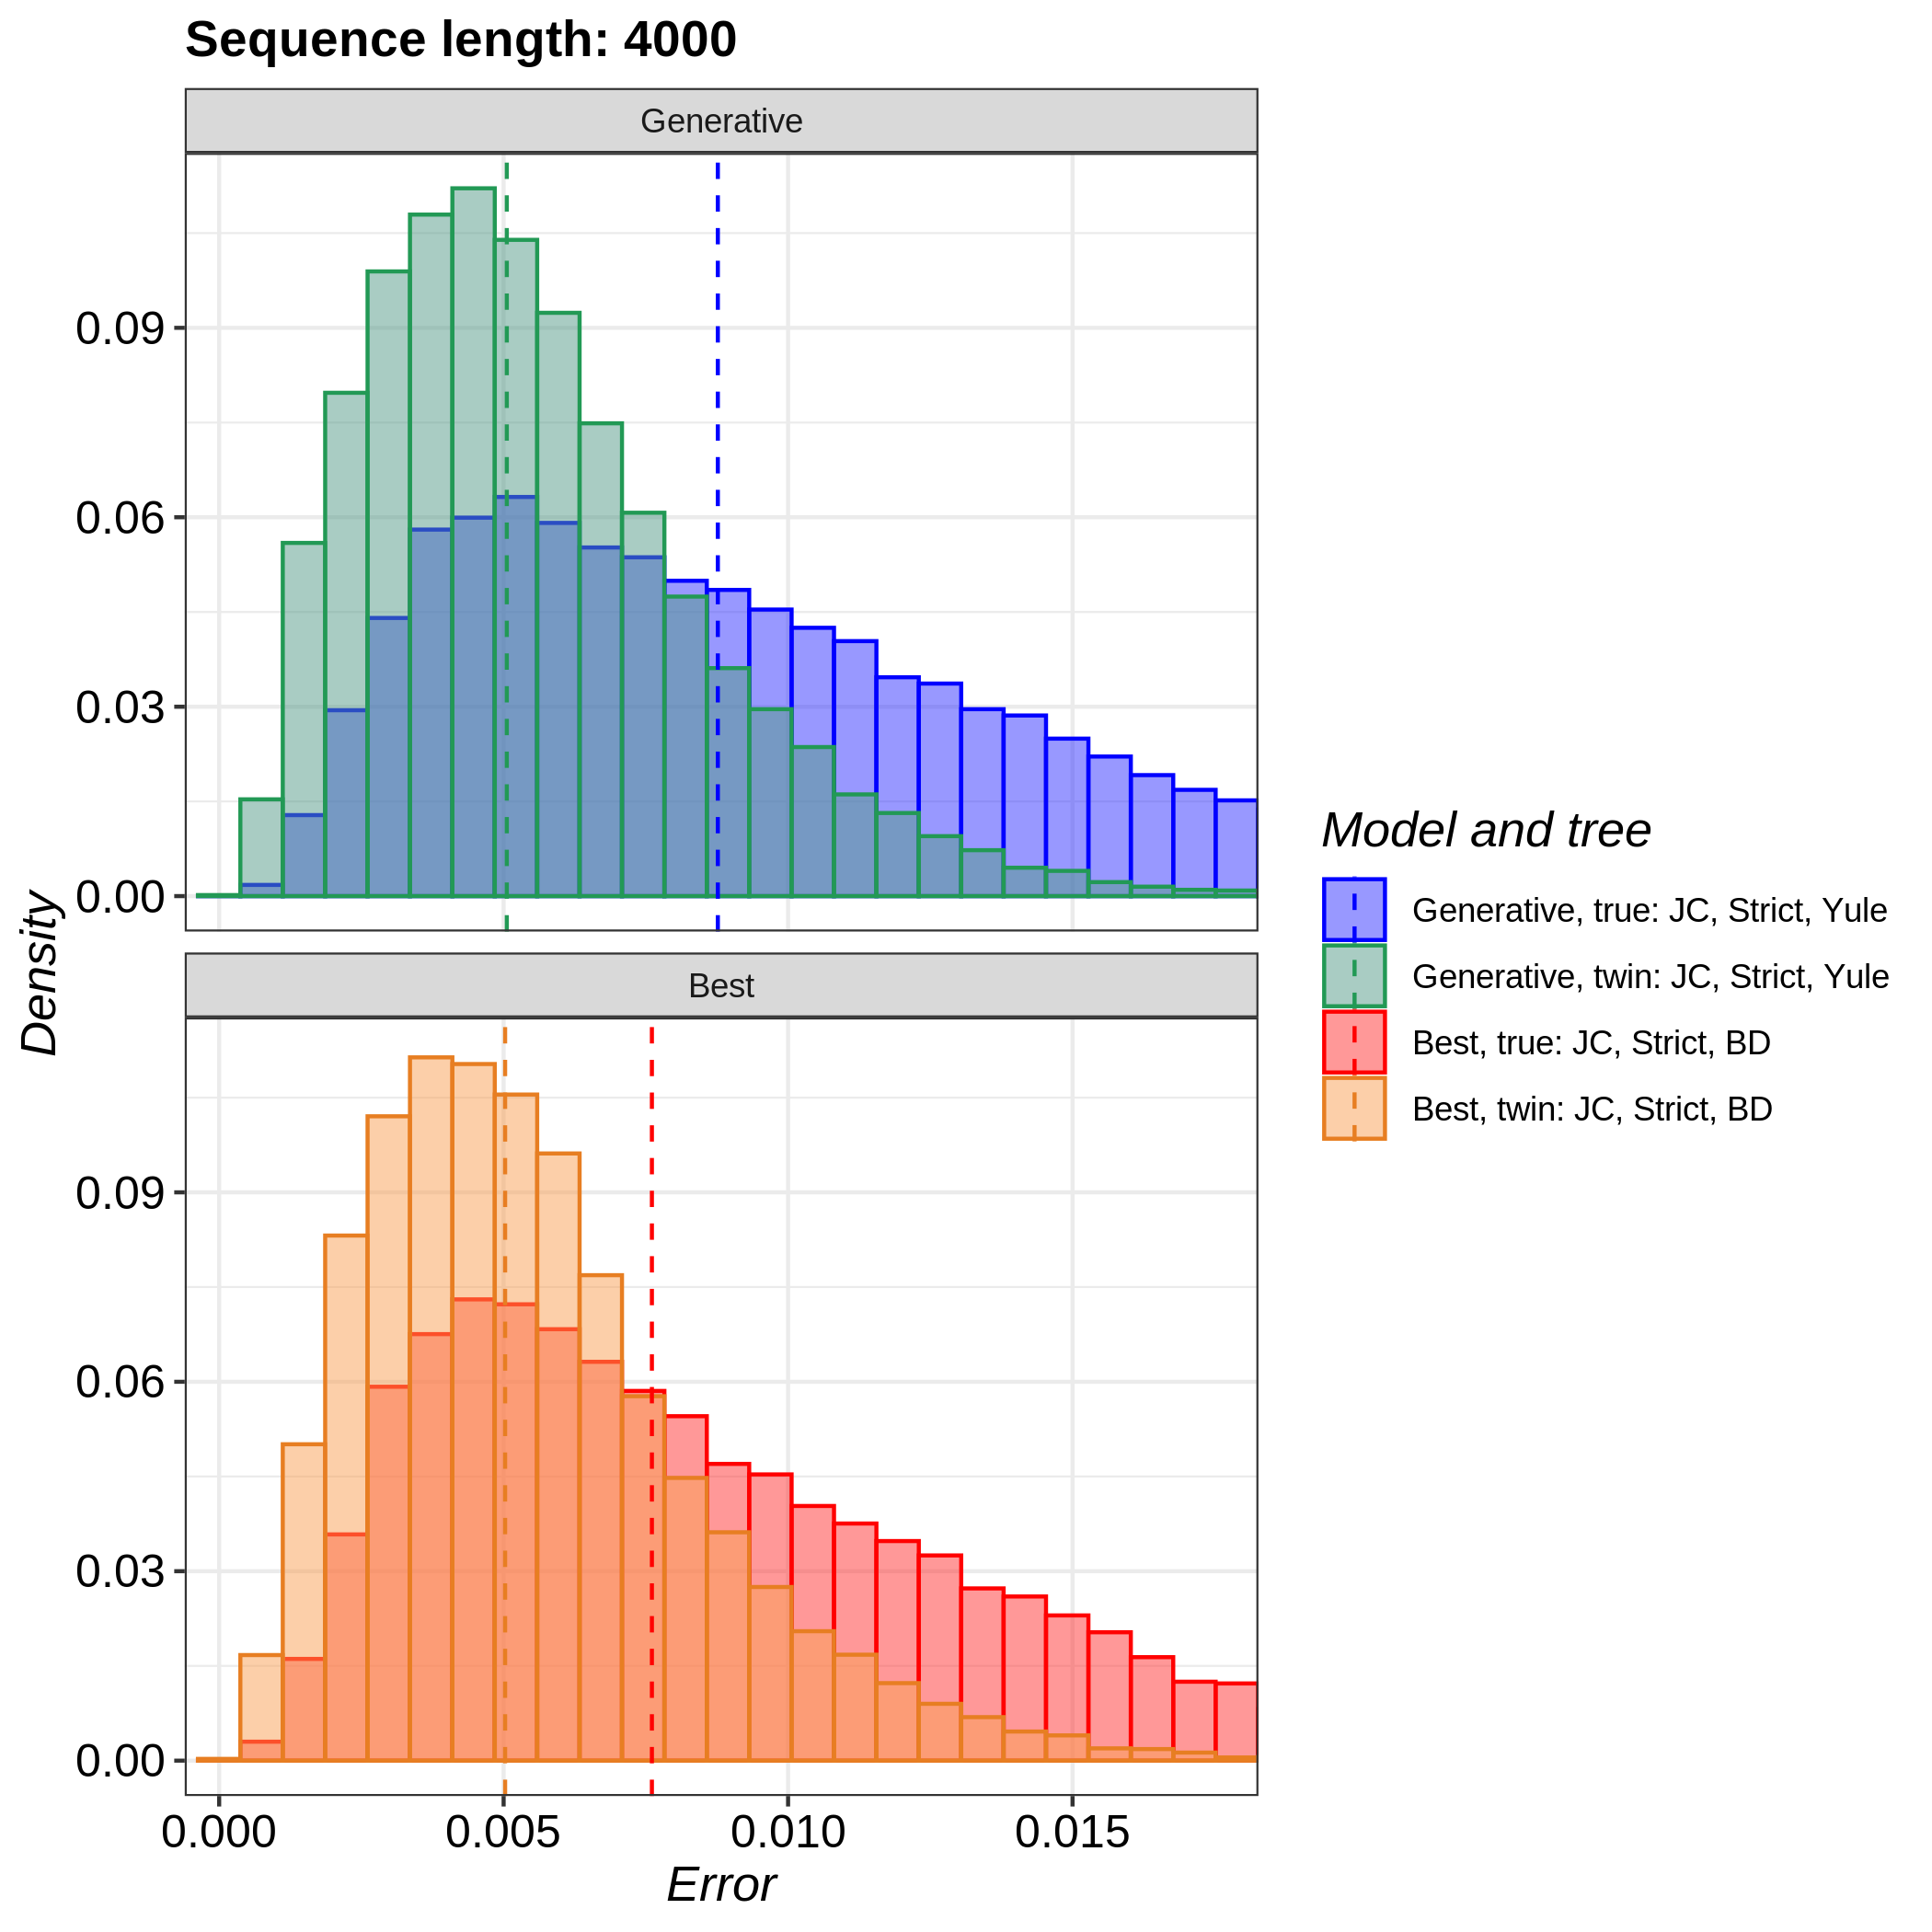 Sequence length: 4000
Generative
0.09
0.06
0.03
0.00
Density
Best
0.09
0.06
0.03
0.00
0.000 0.005 0.010 0.015
Error
Model and tree
Generative, true: JC, Strict, Yule
Generative, twin: JC, Strict, Yule
Best, true: JC, Strict, BD
Best, twin: JC, Strict, BD